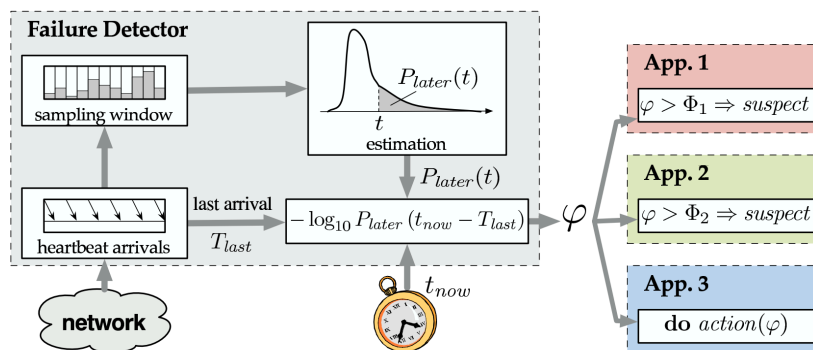 Failure Detector
sampling window
P_later(t)
t
estimation
P_later(t)
last arrival
T_last
heartbeat arrivals
− log₁₀ P_later (t_now − T_last)
φ
t_now
network
App. 1
φ > Φ₁ ⇒ suspect
App. 2
φ > Φ₂ ⇒ suspect
App. 3
do action(φ)